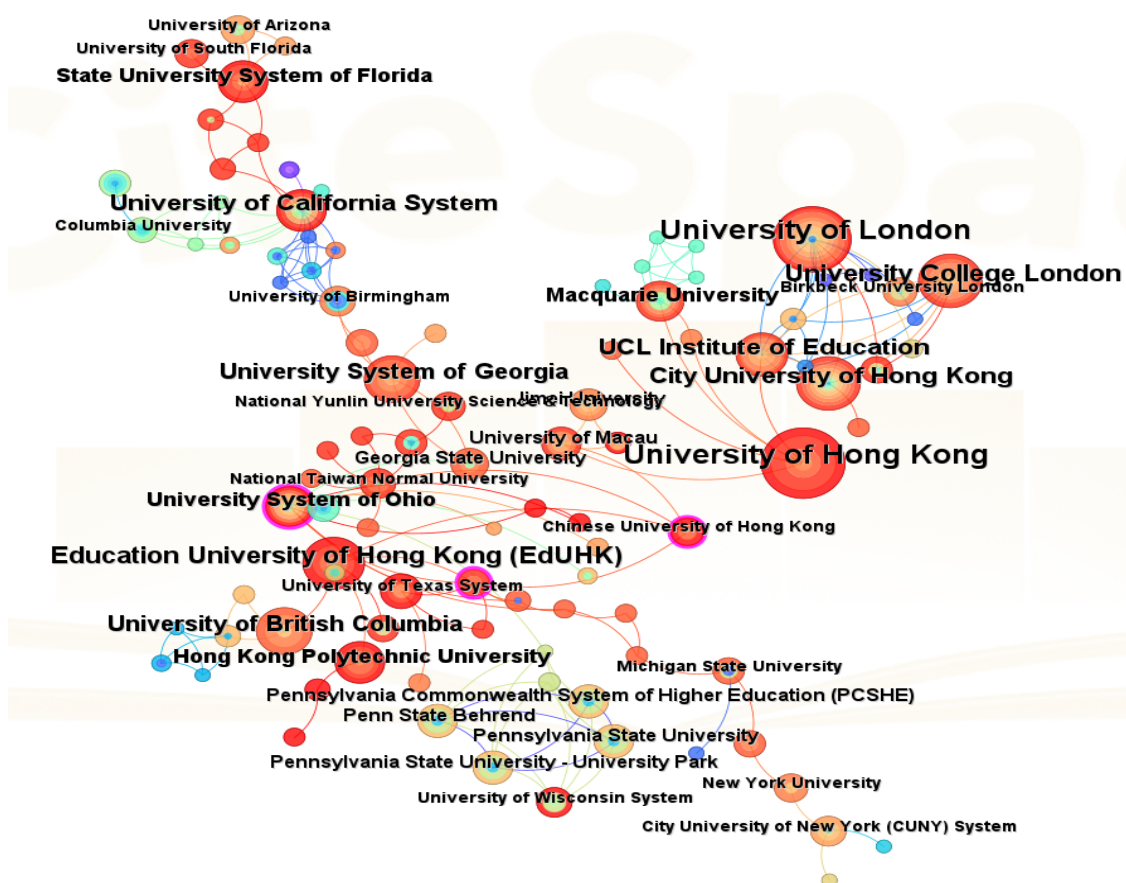 CiteSpac
University of Arizona
University of South Florida
State University System of Florida
University of California System
Columbia University
University of London
University College London
Birkbeck University London
University of Birmingham
Macquarie University
UCL Institute of Education
University System of Georgia
City University of Hong Kong
National Yunlin University Science & Technology
Jimei University
University of Macau
Georgia State University
University of Hong Kong
National Taiwan Normal University
University System of Ohio
Chinese University of Hong Kong
Education University of Hong Kong (EdUHK)
University of Texas System
University of British Columbia
Hong Kong Polytechnic University
Michigan State University
Pennsylvania Commonwealth System of Higher Education (PCSHE)
Penn State Behrend
Pennsylvania State University
Pennsylvania State University - University Park
New York University
University of Wisconsin System
City University of New York (CUNY) System